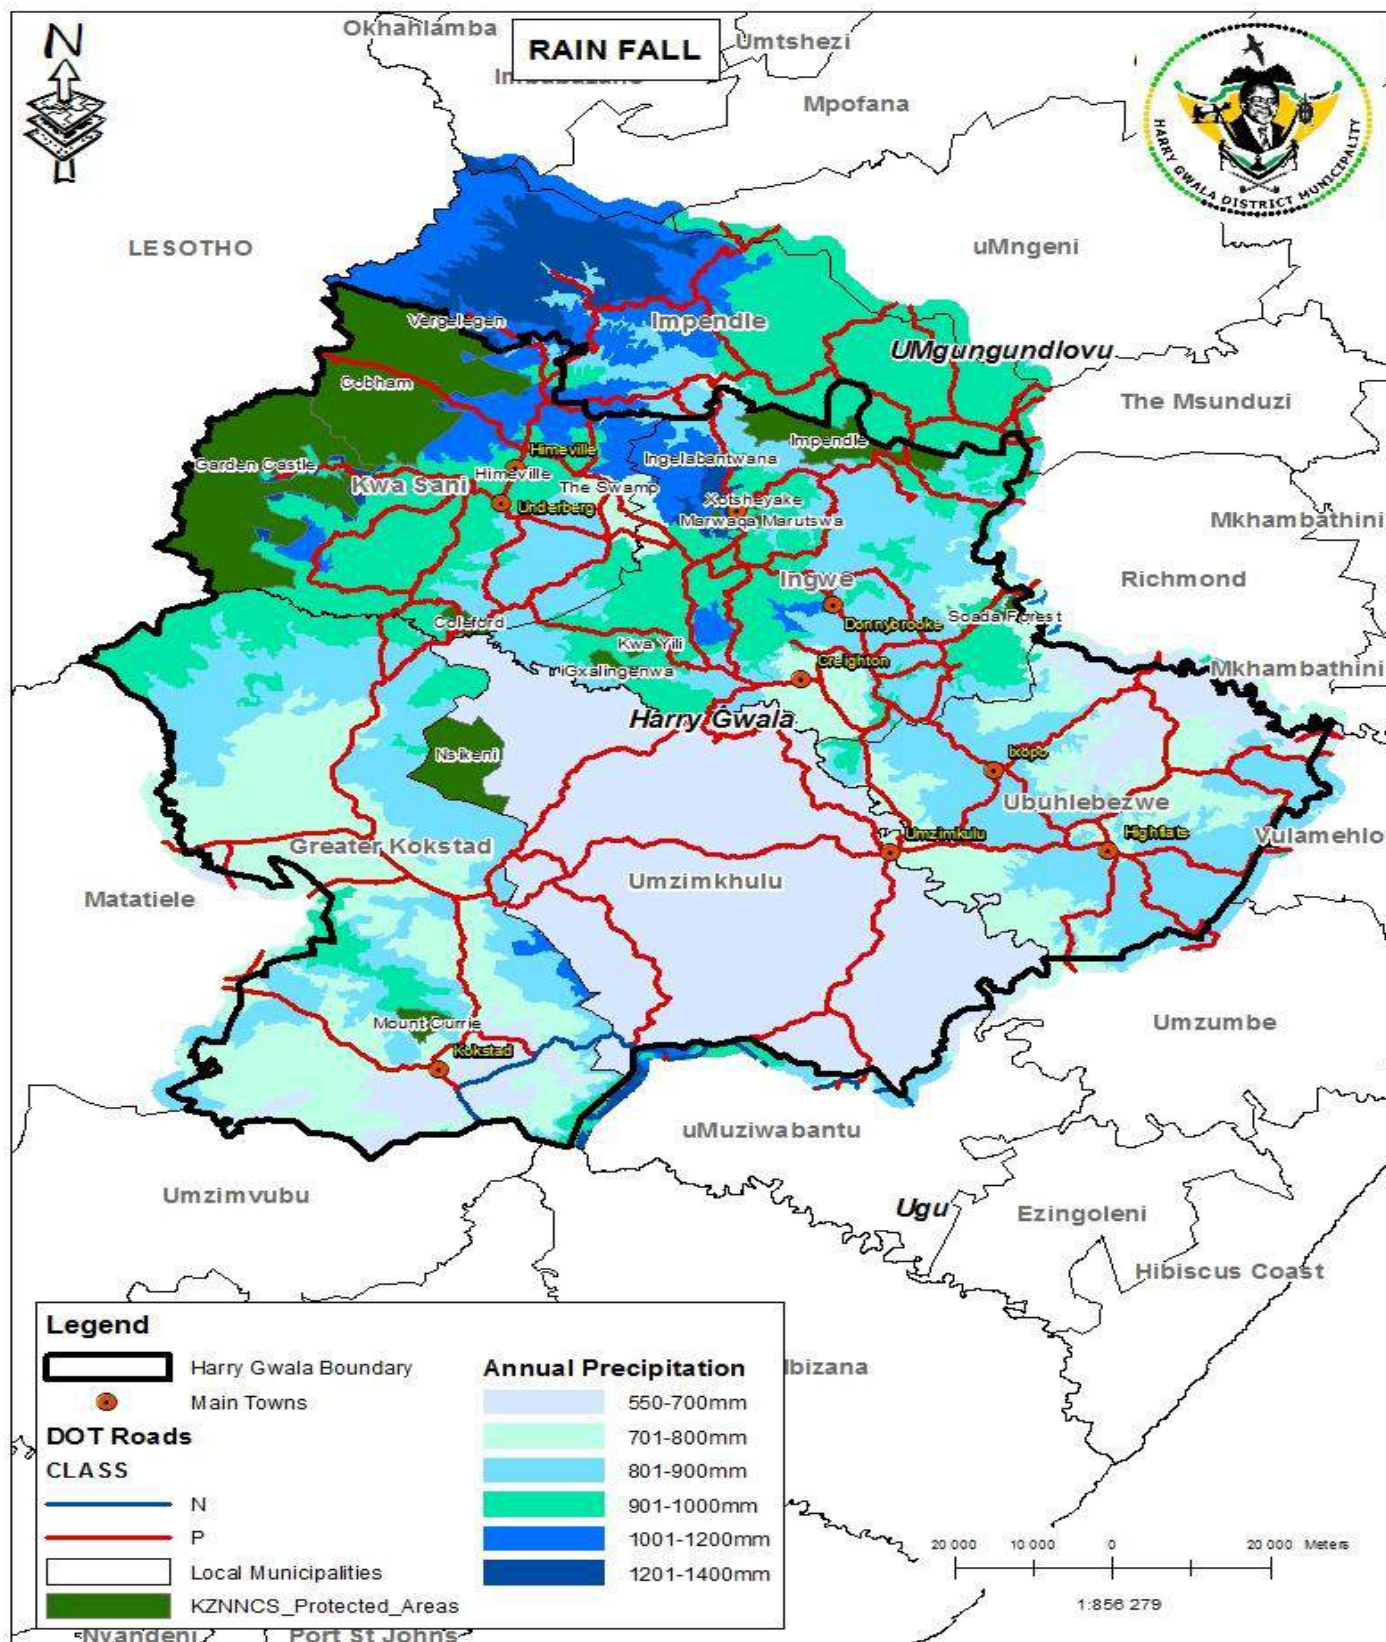 Okhahlamba
RAIN FALL
Umtshezi
N
Mpofana
HARRY GWALA DISTRICT MUNICIPALITY
LESOTHO
uMngeni
Vergelegen
Impendle
UMgungundlovu
Cobham
The Msunduzi
Impendle
Himeville
Ingelabantwana
Garden Castle
Himeville
Kwa Sani
The Swamp
Xotsheyake
Underberg
Marwaqa Marutswa
Mkhambathini
Ingwe
Richmond
Donnybrooke
Soada Forest
Coleford
Kwa Yili
Creighton
iGxalingenwa
Mkhambathini
Harry Gwala
Nsikeni
Ixopo
Ubuhlebezwe
Umzimkulu
Highflats
Vulamehlo
Greater Kokstad
Umzimkhulu
Matatiele
Mount Currie
Umzumbe
Kokstad
uMuziwabantu
Umzimvubu
Ugu
Ezingoleni
Hibiscus Coast
Legend
Harry Gwala Boundary
Main Towns
DOT Roads
CLASS
N
P
Local Municipalities
KZNNCS_Protected_Areas
Annual Precipitation
550-700mm
701-800mm
801-900mm
901-1000mm
1001-1200mm
1201-1400mm
lbizana
20 000 10 000 0 20 000 Meters
1:856 279
Nyandeni
Port St Johns